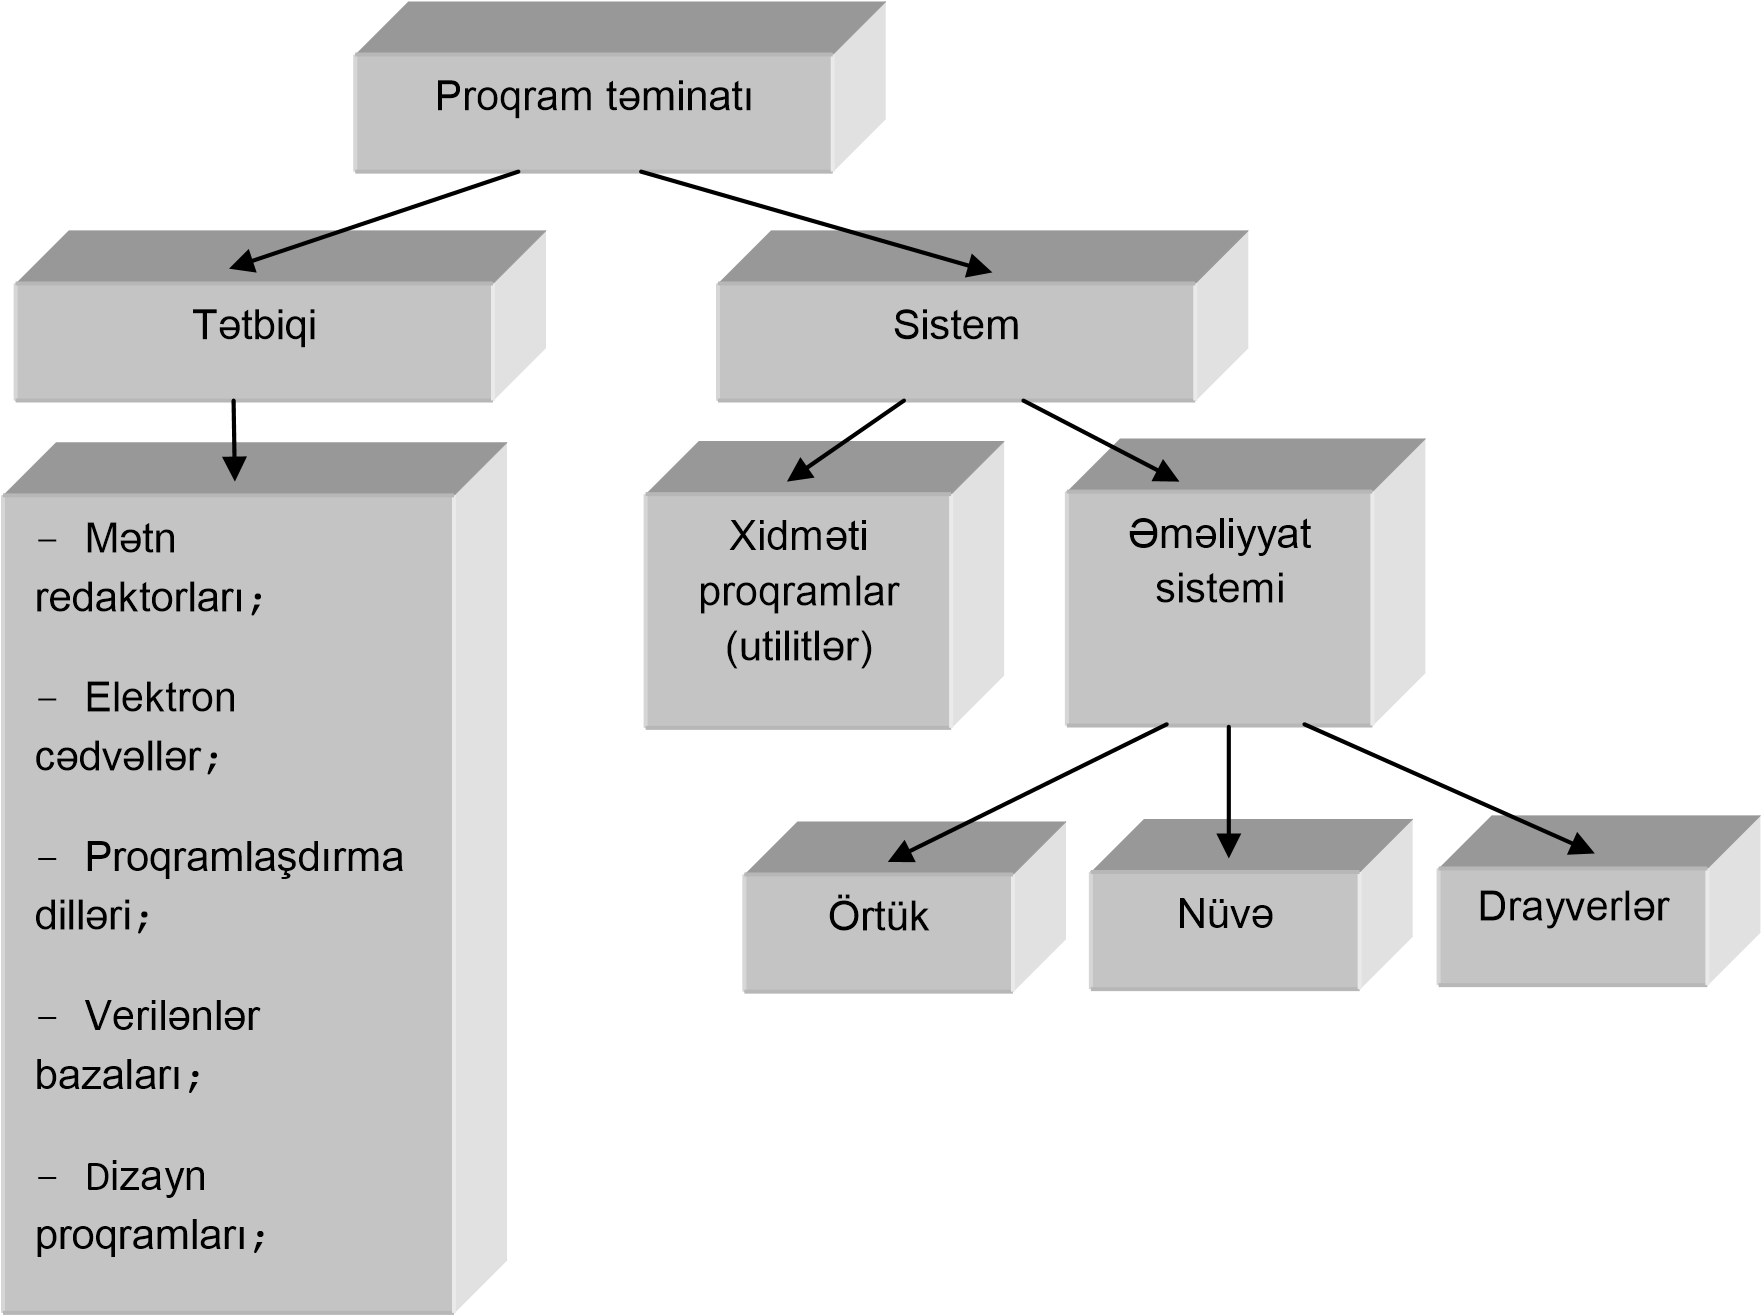 Proqram təminatı
Tətbiqi
Sistem
– Mətn
redaktorları;
– Elektron
cədvəllər;
– Proqramlaşdırma
dilləri;
– Verilənlər
bazaları;
– Dizayn
proqramları;
Xidməti
proqramlar
(utilitlər)
Əməliyyat
sistemi
Örtük
Nüvə
Drayverlər